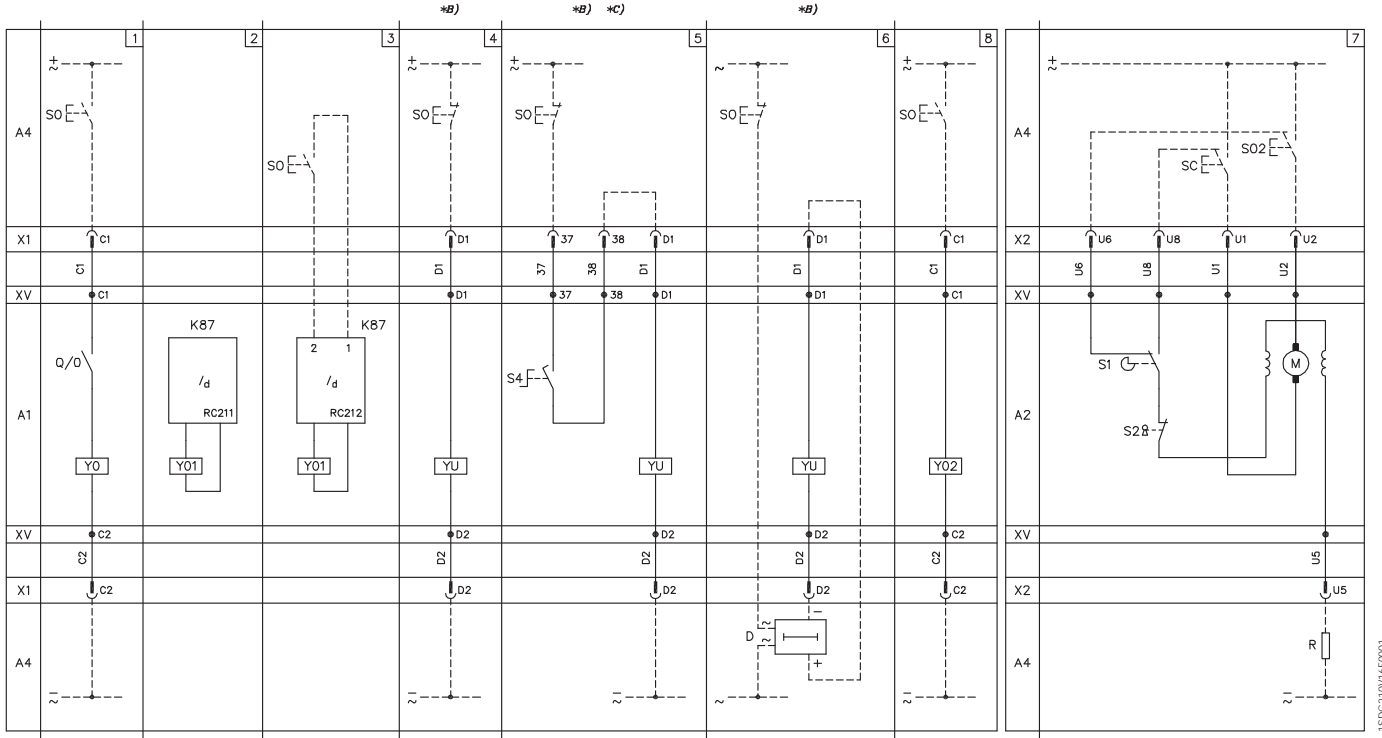 *B) *B) *C) *B)
1 2 3 4 5 6 8 7
+ ~ + ~ + ~ ~ + ~ + ~
SO SO SO SO SO
A4 A4
SO SC SO2
X1 C1 D1 37 38 D1 D1 C1 X2 U6 U8 U1 U2
C1 D1 37 38 D1 D1 C1 U6 U8 U1 U2
XV C1 D1 37 38 D1 D1 C1 XV
K87 K87
2 1
Q/0 S1 M
/d /d S4
RC211 RC212
A1 A2
S2
Y0 Y01 Y01 YU YU YU Y02
XV C2 D2 D2 D2 C2 XV
C2 D2 D2 D2 C2 U5
X1 C2 D2 D2 D2 C2 X2 U5
A4 D ~ ~ − + A4 R
− ~ − ~ − ~ ~ − ~ − ~